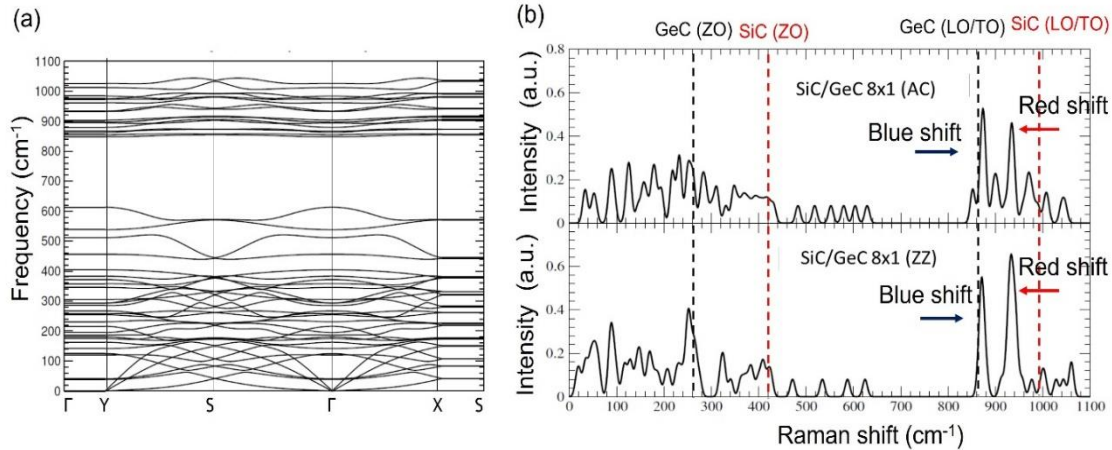 (a)
1100
1000
900
800
700
600
500
400
300
200
100
0
Frequency (cm-1)
Γ Y S Γ X S
(b)
GeC (ZO) SiC (ZO) GeC (LO/TO) SiC (LO/TO)
0.8
0.6
0.4
0.2
0
Intensity (a.u.)
SiC/GeC 8x1 (AC)
Blue shift
Red shift
0.6
0.4
0.2
0
Intensity (a.u.)
SiC/GeC 8x1 (ZZ)
Blue shift
Red shift
0 100 200 300 400 500 600 700 800 900 1000 1100
Raman shift (cm-1)